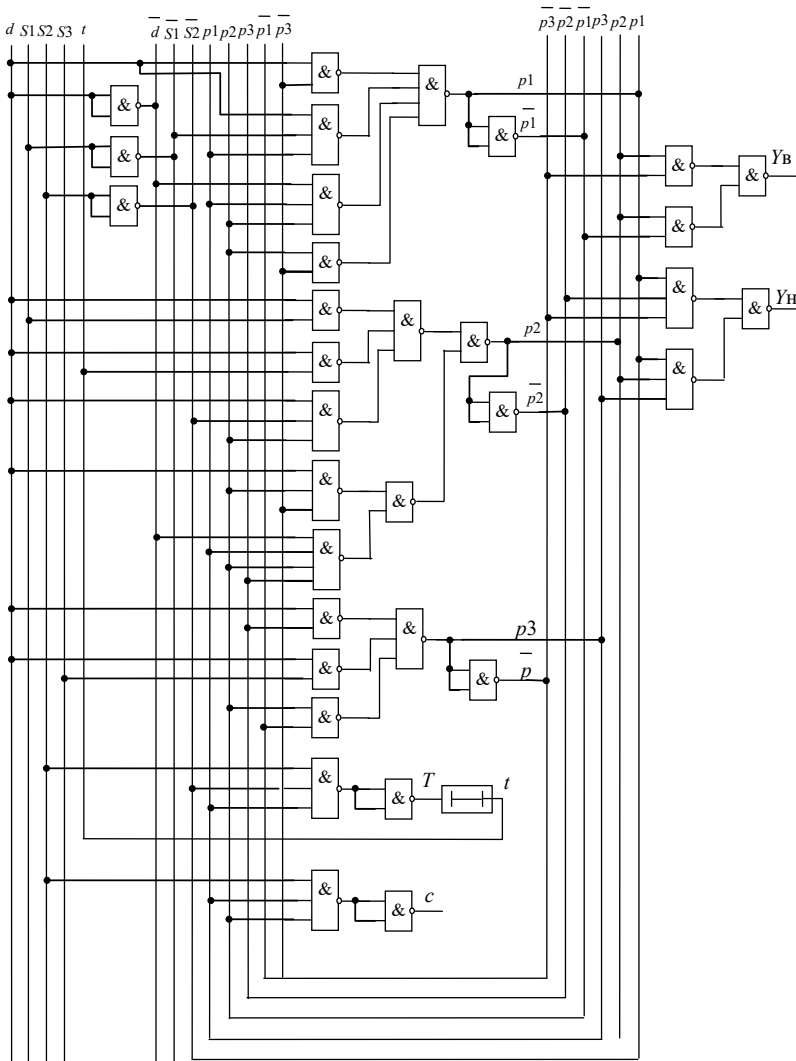 d S1 S2 S3 t d̅ S̅1̅ S̅2̅ p1 p2 p3 p̅1̅ p̅3̅ p̅3̅ p̅2̅ p̅1̅ p3 p2 p1
& & p1
& & & p̅1̅
& & Yв
& & &
& &
& & Yн
& & & p2
& &
& & p̅2̅
& &
&
& & p3
& & p̅
&
& & T t
& & c